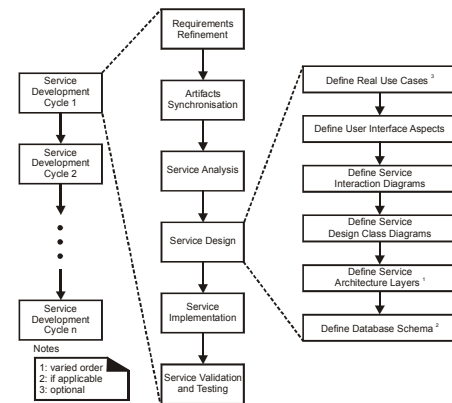 Service
Development
Cycle 1
Service
Development
Cycle 2
Service
Development
Cycle n
Notes
1: varied order
2: if applicable
3: optional
Requirements
Refinement
Artifacts
Synchronisation
Service Analysis
Service Design
Service
Implementation
Service Validation
and Testing
Define Real Use Cases ³
Define User Interface Aspects
Define Service
Interaction Diagrams
Define Service
Design Class Diagrams
Define Service
Architecture Layers ¹
Define Database Schema ²